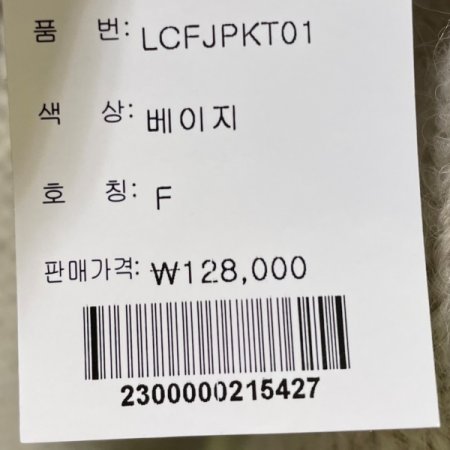 품 번: LCFJPKT01
색 상: 베이지
호 칭: F
판매가격: ₩128,000
2300000215427